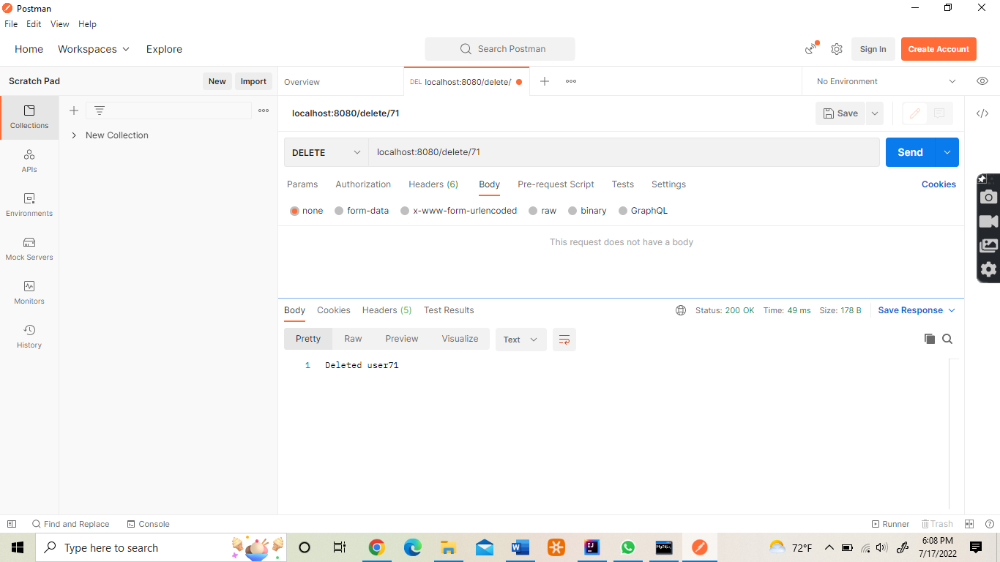 Postman
File Edit View Help
Home Workspaces Explore
Search Postman
Sign In
Create Account
Scratch Pad
New
Import
Overview
DEL localhost:8080/delete/
No Environment
Collections
New Collection
APIs
Environments
Mock Servers
Monitors
History
localhost:8080/delete/71
Save
DELETE
localhost:8080/delete/71
Send
Params Authorization Headers (6) Body Pre-request Script Tests Settings
Cookies
none form-data x-www-form-urlencoded raw binary GraphQL
This request does not have a body
Body Cookies Headers (5) Test Results
Status: 200 OK Time: 49 ms Size: 178 B
Save Response
Pretty Raw Preview Visualize
Text
1 Deleted user71
Find and Replace
Console
Runner
Trash
Type here to search
IJ
MySQL
72°F
6:08 PM
7/17/2022